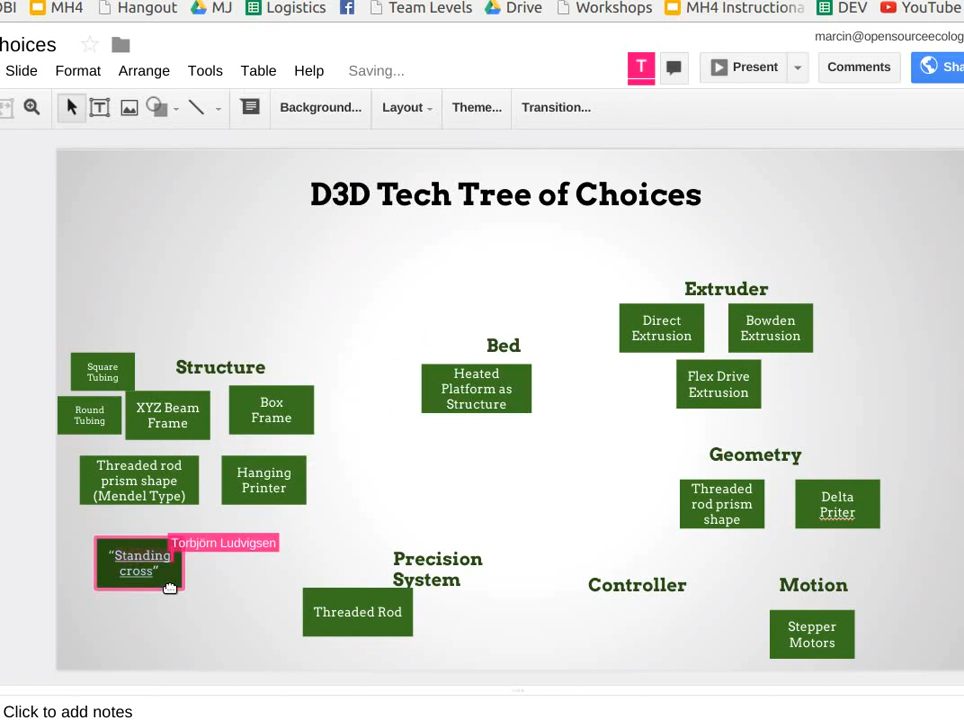 OBI MH4 Hangout MJ Logistics Team Levels Drive Workshops MH4 Instructiona DEV YouTube
hoices
marcin@opensourceecolog
Slide Format Arrange Tools Table Help Saving...
T Present Comments Sha
Background... Layout Theme... Transition...
D3D Tech Tree of Choices
Extruder
Direct
Extrusion
Bowden
Extrusion
Flex Drive
Extrusion
Bed
Heated
Platform as
Structure
Structure
Square
Tubing
Round
Tubing
XYZ Beam
Frame
Box
Frame
Threaded rod
prism shape
(Mendel Type)
Hanging
Printer
Geometry
Threaded
rod prism
shape
Delta
Priter
Torbjörn Ludvigsen
“Standing
cross”
Precision
System
Threaded Rod
Controller
Motion
Stepper
Motors
Click to add notes